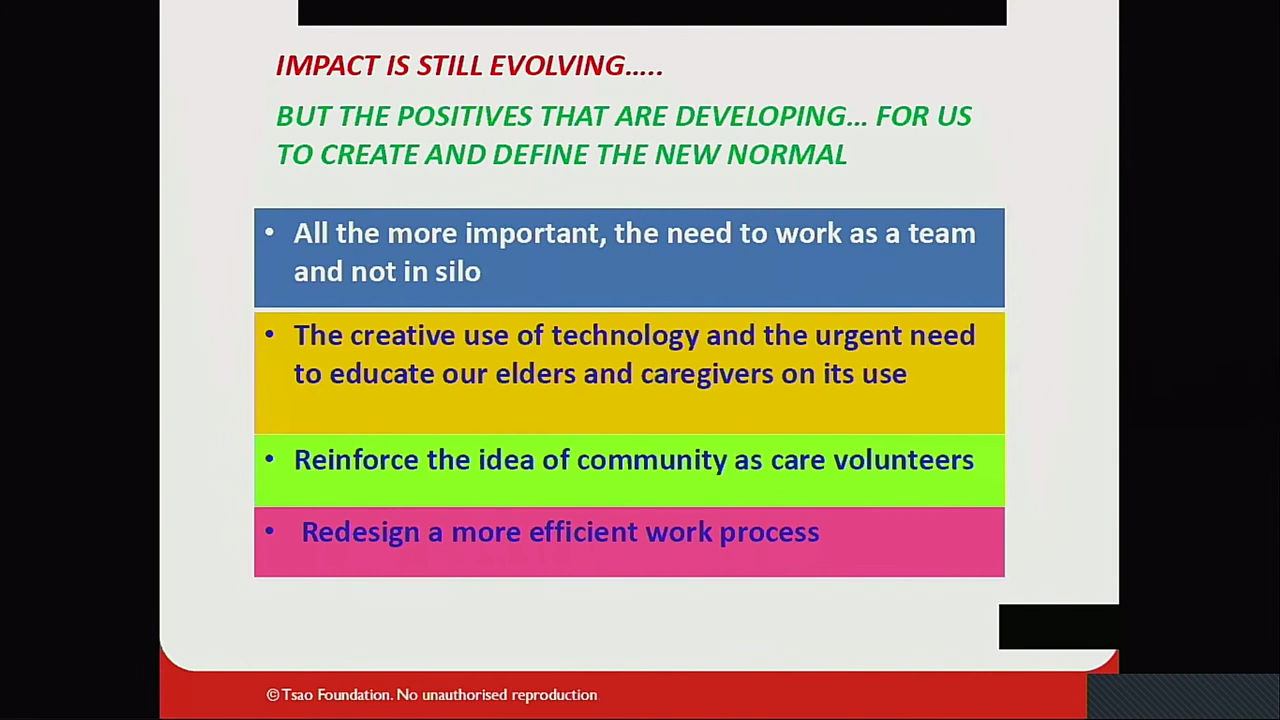 IMPACT IS STILL EVOLVING.....
BUT THE POSITIVES THAT ARE DEVELOPING... FOR US
TO CREATE AND DEFINE THE NEW NORMAL
• All the more important, the need to work as a team
and not in silo
• The creative use of technology and the urgent need
to educate our elders and caregivers on its use
• Reinforce the idea of community as care volunteers
• Redesign a more efficient work process
© Tsao Foundation. No unauthorised reproduction